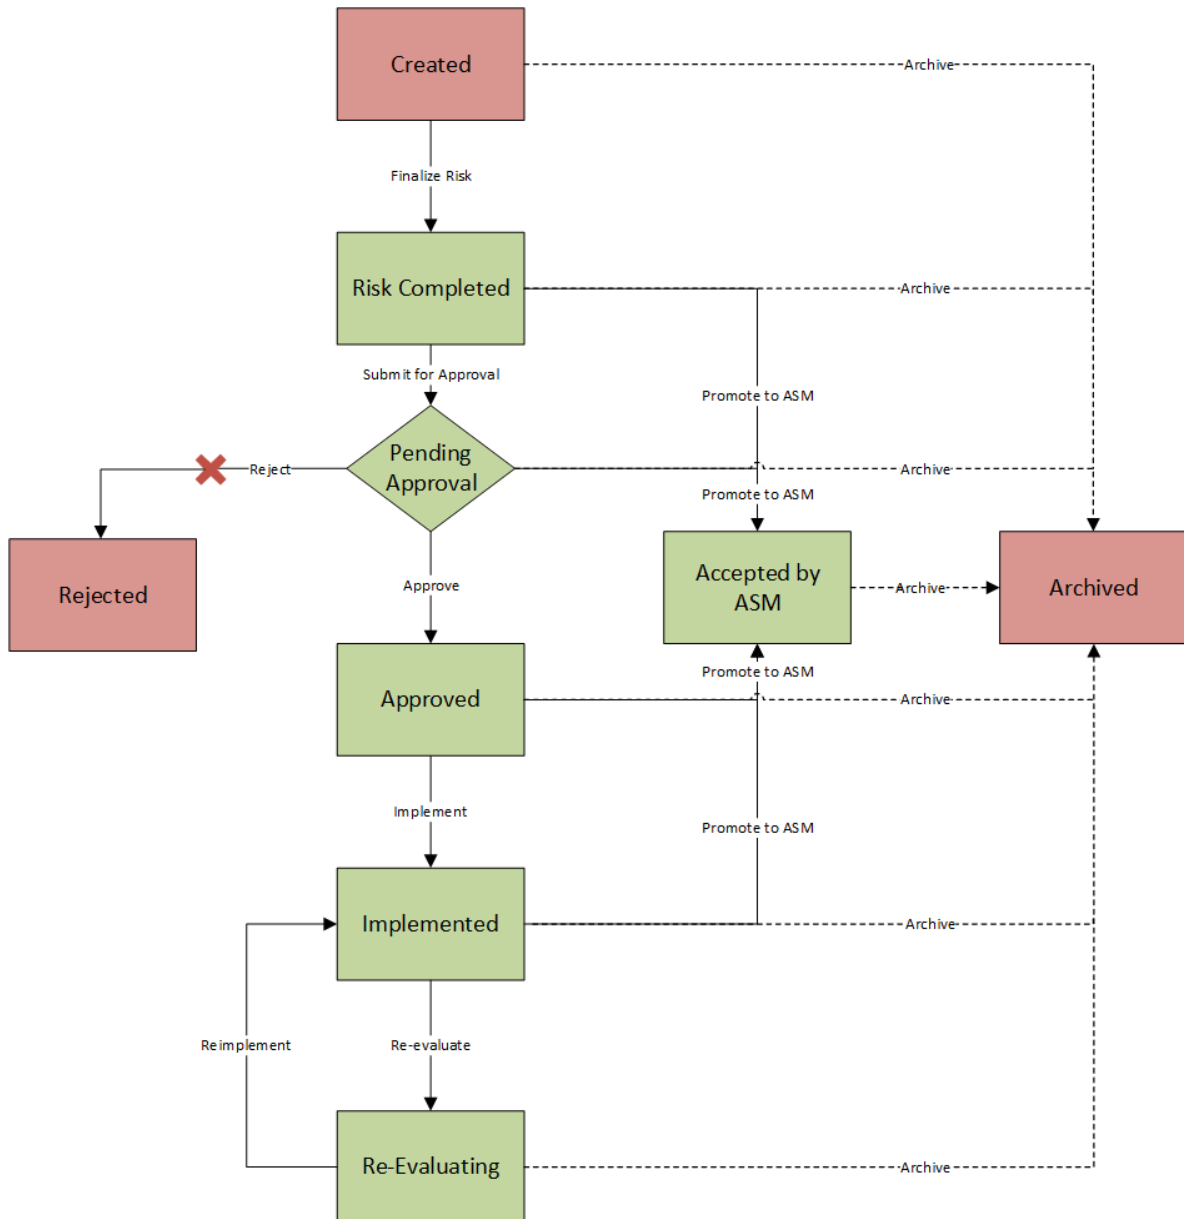 Created
Archive
Finalize Risk
Risk Completed
Archive
Submit for Approval
Promote to ASM
Pending
Approval
Reject
Archive
Promote to ASM
Rejected
Approve
Accepted by
ASM
Archive
Archived
Promote to ASM
Approved
Archive
Implement
Promote to ASM
Implemented
Archive
Reimplement
Re-evaluate
Re-Evaluating
Archive